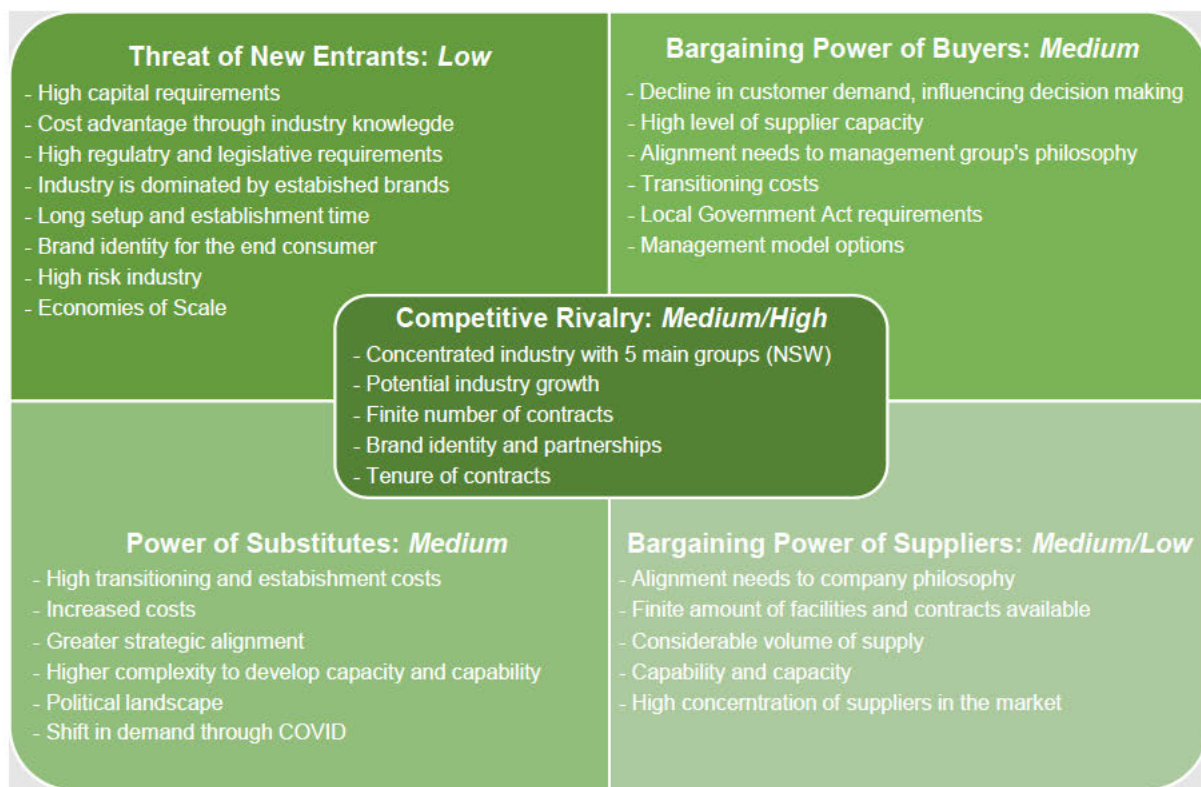 Threat of New Entrants: Low
- High capital requirements
- Cost advantage through industry knowlegde
- High regulatry and legislative requirements
- Industry is dominated by estabished brands
- Long setup and establishment time
- Brand identity for the end consumer
- High risk industry
- Economies of Scale
Bargaining Power of Buyers: Medium
- Decline in customer demand, influencing decision making
- High level of supplier capacity
- Alignment needs to management group's philosophy
- Transitioning costs
- Local Government Act requirements
- Management model options
Competitive Rivalry: Medium/High
- Concentrated industry with 5 main groups (NSW)
- Potential industry growth
- Finite number of contracts
- Brand identity and partnerships
- Tenure of contracts
Power of Substitutes: Medium
- High transitioning and estabishment costs
- Increased costs
- Greater strategic alignment
- Higher complexity to develop capacity and capability
- Political landscape
- Shift in demand through COVID
Bargaining Power of Suppliers: Medium/Low
- Alignment needs to company philosophy
- Finite amount of facilities and contracts available
- Considerable volume of supply
- Capability and capacity
- High concerntration of suppliers in the market